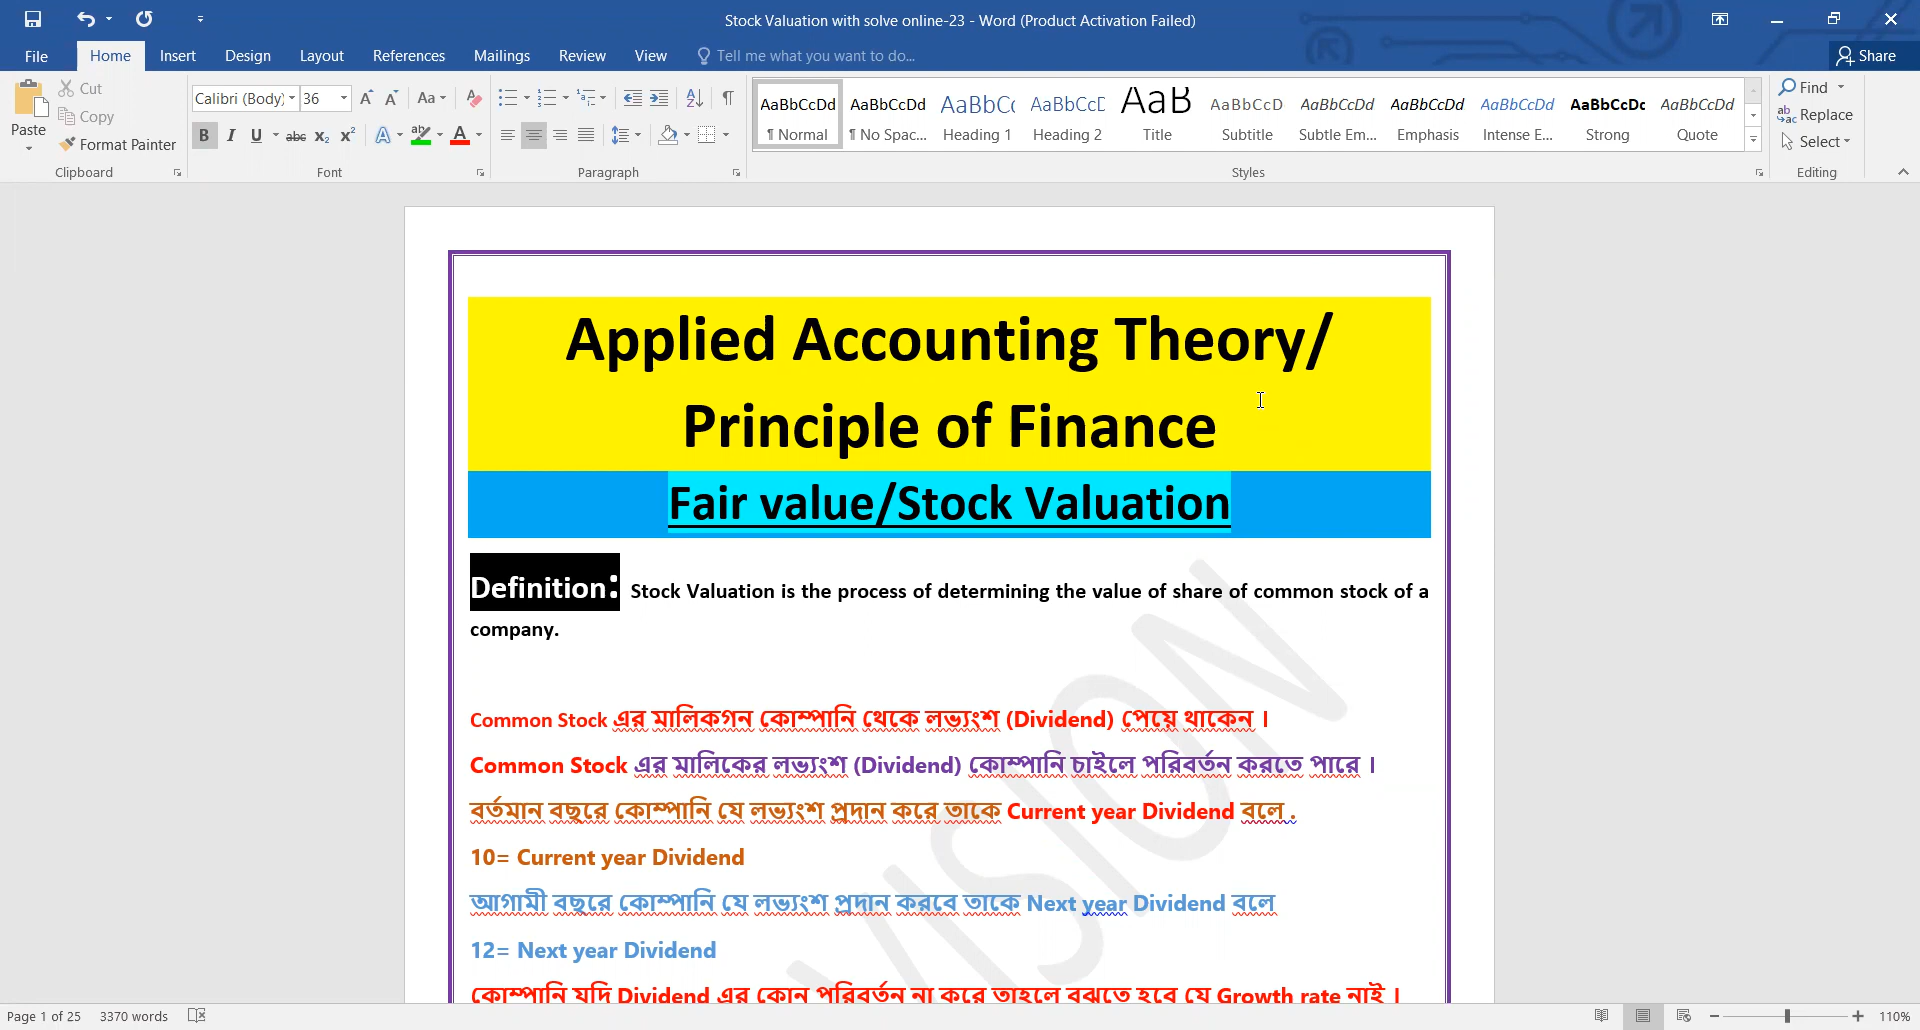 Stock Valuation with solve online-23 - Word (Product Activation Failed)
File Home Insert Design Layout References Mailings Review View Tell me what you want to do... Share
Paste
Cut
Copy
Format Painter
Clipboard
Calibri (Body) 36
Font
Paragraph
AaBbCcDd AaBbCcDd AaBbCc AaBbCcD AaB AaBbCcD AaBbCcDd AaBbCcDd AaBbCcDd AaBbCcDc AaBbCcDd
¶ Normal ¶ No Spac... Heading 1 Heading 2 Title Subtitle Subtle Em... Emphasis Intense E... Strong Quote
Styles
Find
Replace
Select
Editing
Applied Accounting Theory/
Principle of Finance
Fair value/Stock Valuation
Definition: Stock Valuation is the process of determining the value of share of common stock of a
company.
Common Stock এর মালিকগন কোম্পানি থেকে লভ্যংশ (Dividend) পেয়ে থাকেন ।
Common Stock এর মালিকের লভ্যংশ (Dividend) কোম্পানি চাইলে পরিবর্তন করতে পারে ।
বর্তমান বছরে কোম্পানি যে লভ্যংশ প্রদান করে তাকে Current year Dividend বলে .
10= Current year Dividend
আগামী বছরে কোম্পানি যে লভ্যংশ প্রদান করবে তাকে Next year Dividend বলে
12= Next year Dividend
কোম্পানি যদি Dividend এর কোন পরিবর্তন না করে তাহলে বুঝতে হবে যে Growth rate নাই ।
VISION
Page 1 of 25 3370 words 110%